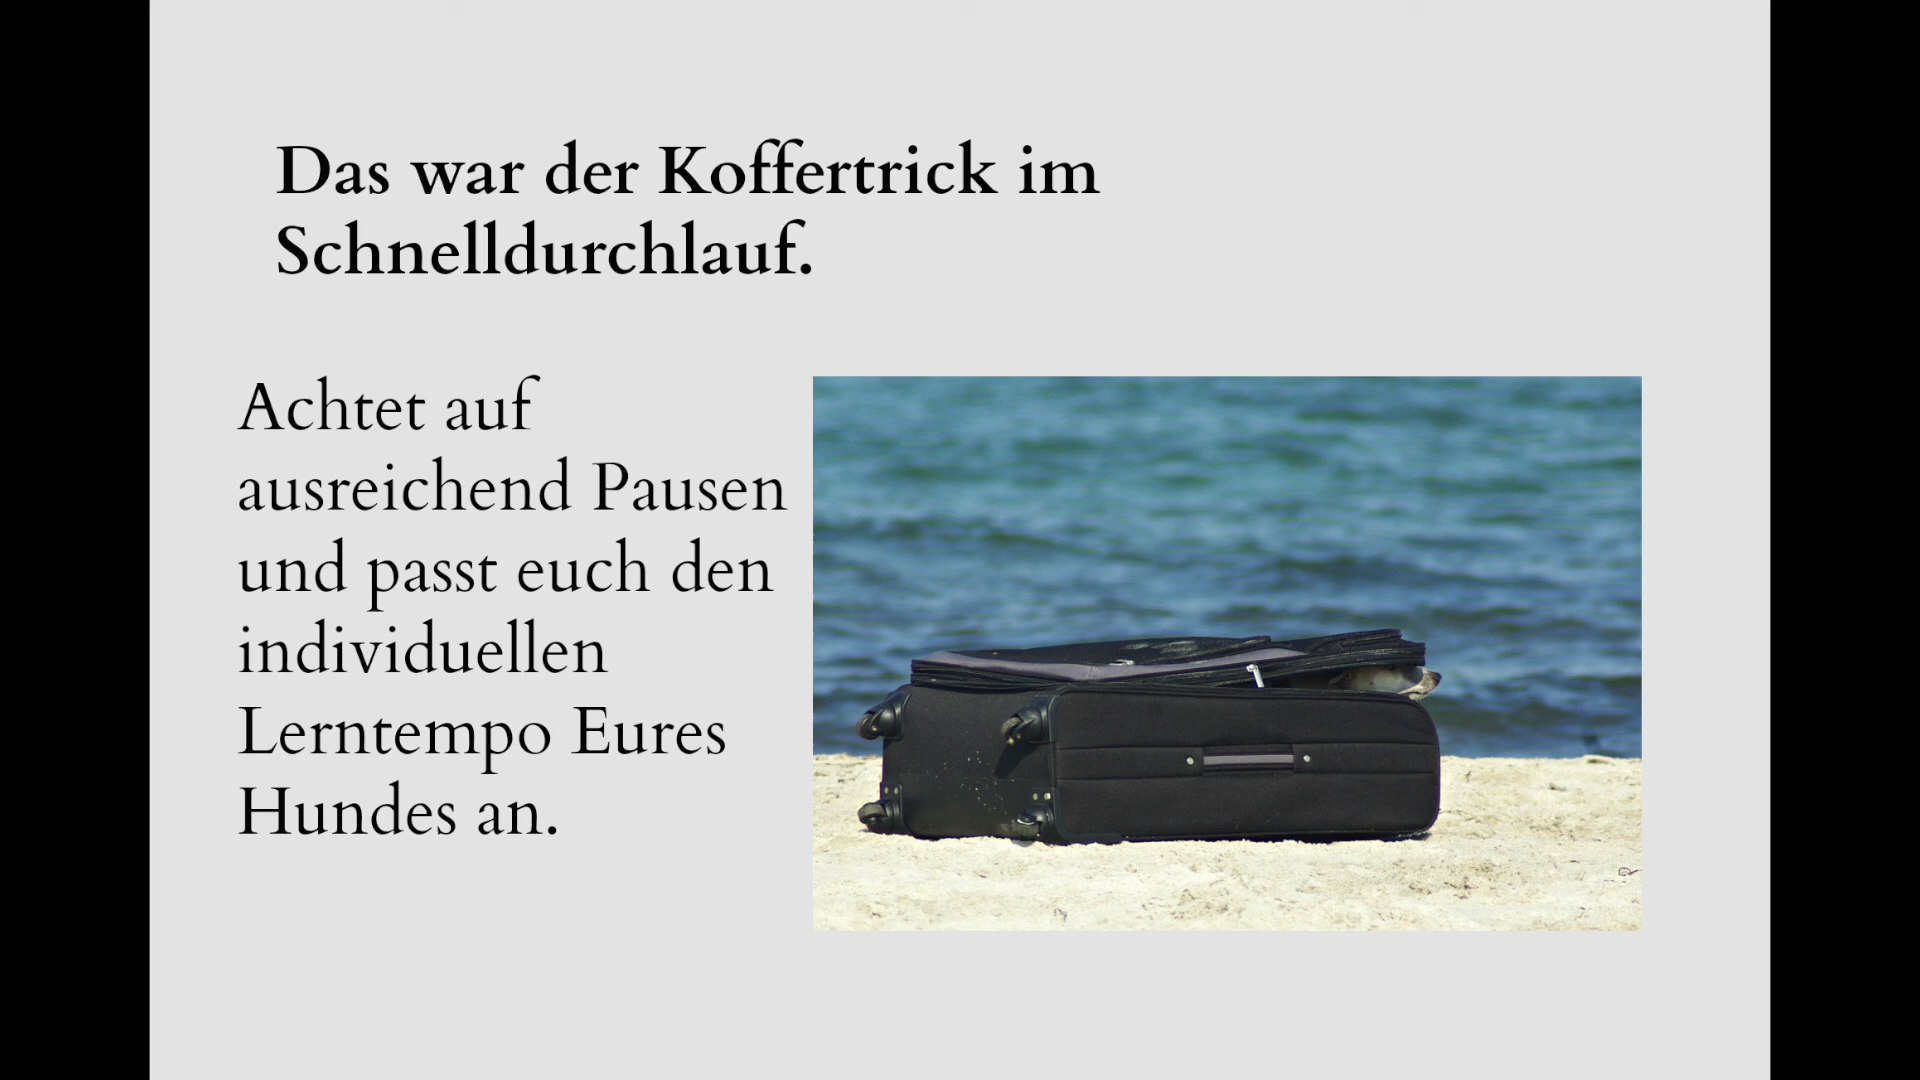 Das war der Koffertrick im
Schnelldurchlauf.
Achtet auf
ausreichend Pausen
und passt euch den
individuellen
Lerntempo Eures
Hundes an.